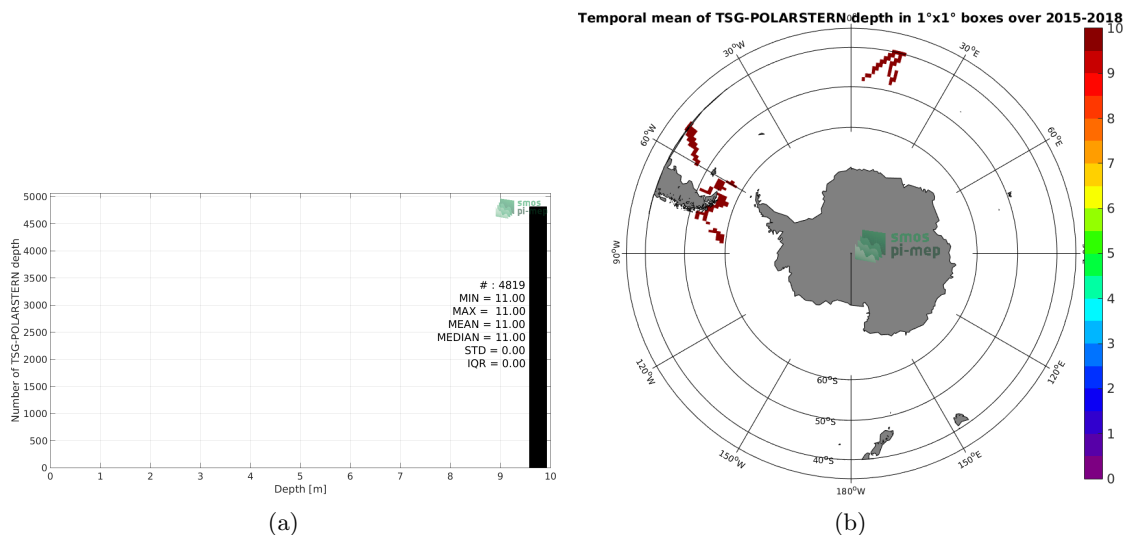 Temporal mean of TSG-POLARSTERN depth in 1°x1° boxes over 2015-2018
Number of TSG-POLARSTERN depth
5000
4500
4000
3500
3000
2500
2000
1500
1000
500
0
smos
pi-mep
# : 4819
MIN = 11.00
MAX = 11.00
MEAN = 11.00
MEDIAN = 11.00
STD = 0.00
IQR = 0.00
0 1 2 3 4 5 6 7 8 9 10
Depth [m]
(a)
0°
30°W
30°E
60°W
60°E
90°W
120°W
120°E
150°W
150°E
180°W
60°S
50°S
40°S
smos
pi-mep
10
9
8
7
6
5
4
3
2
1
0
(b)